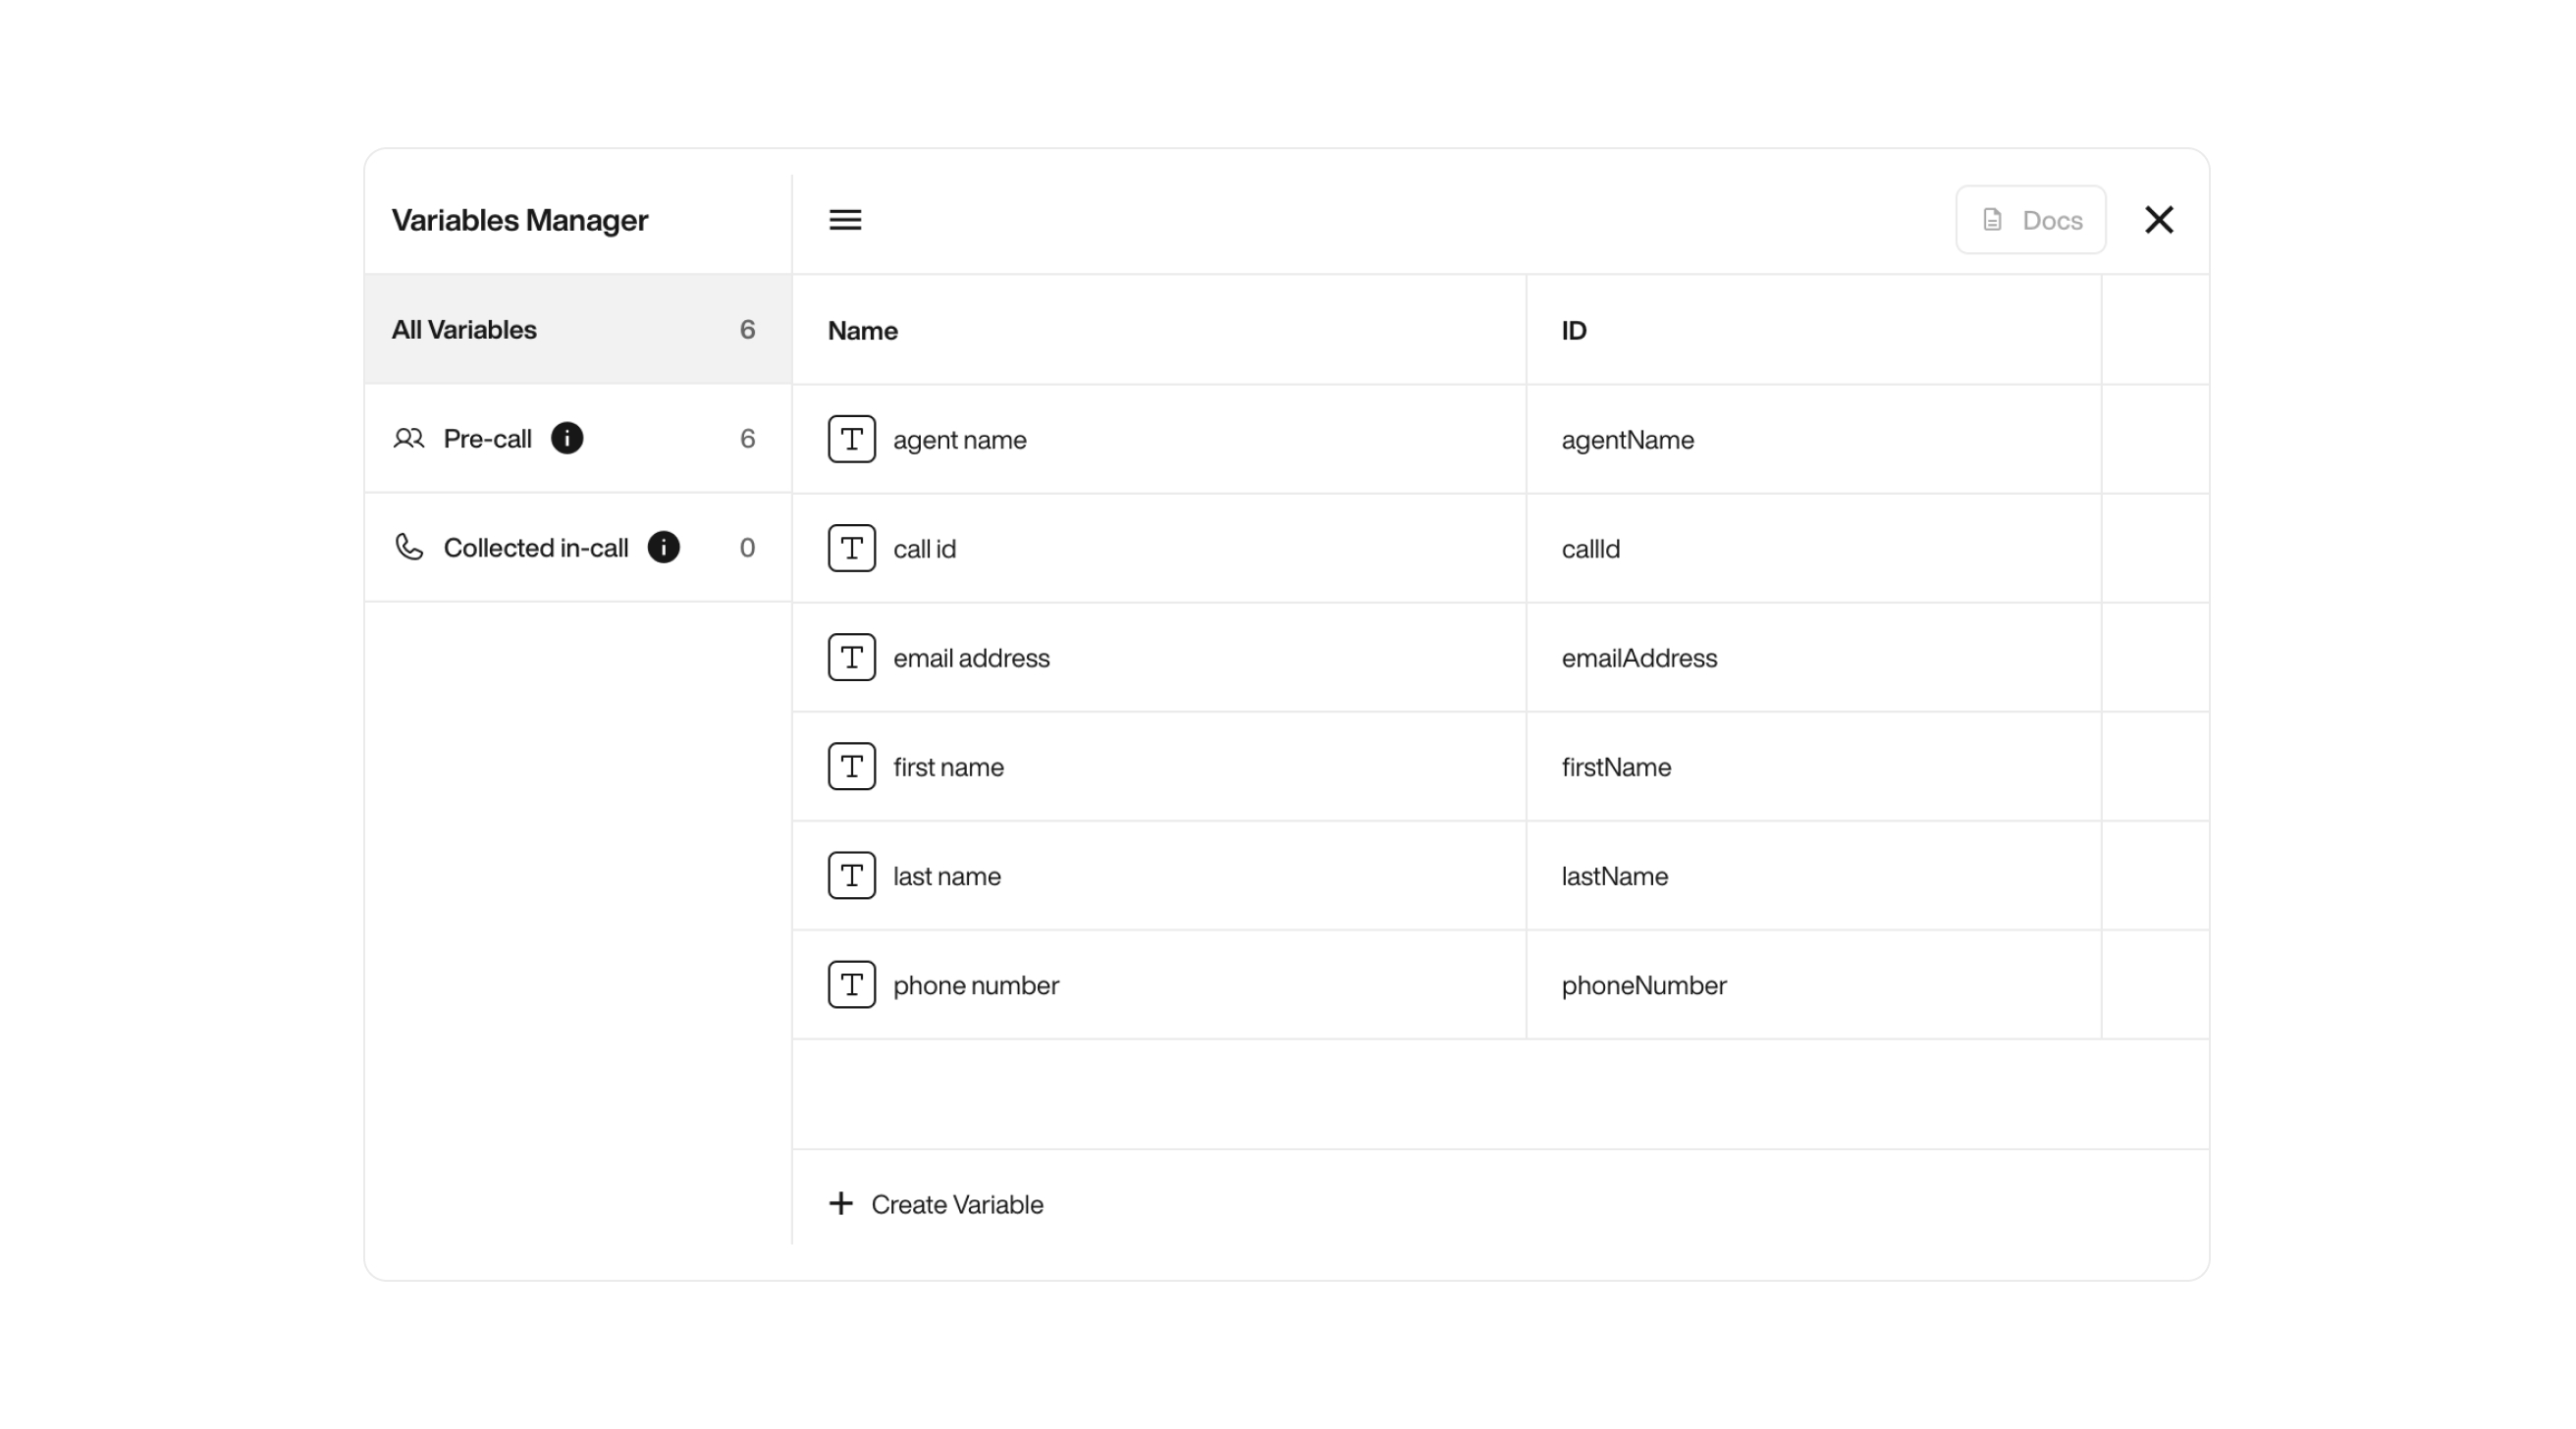 Variables Manager
Docs
All Variables 6
Pre-call 6
Collected in-call 0
Name ID
agent name agentName
call id callId
email address emailAddress
first name firstName
last name lastName
phone number phoneNumber
Create Variable